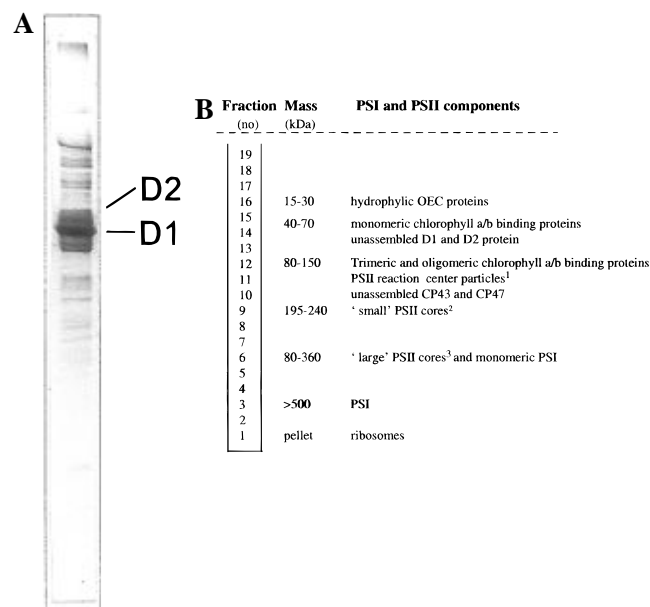 A
D2
D1
B Fraction Mass PSI and PSII components
(no) (kDa)
19
18
17
16 15-30 hydrophylic OEC proteins
15
40-70 monomeric chlorophyll a/b binding proteins
14
unassembled D1 and D2 protein
13
12 80-150 Trimeric and oligomeric chlorophyll a/b binding proteins
11 PSII reaction center particles1
10 unassembled CP43 and CP47
9 195-240 ‘ small’ PSII cores2
8
7
6 80-360 ‘ large’ PSII cores3 and monomeric PSI
5
4
3 >500 PSI
2
1 pellet ribosomes